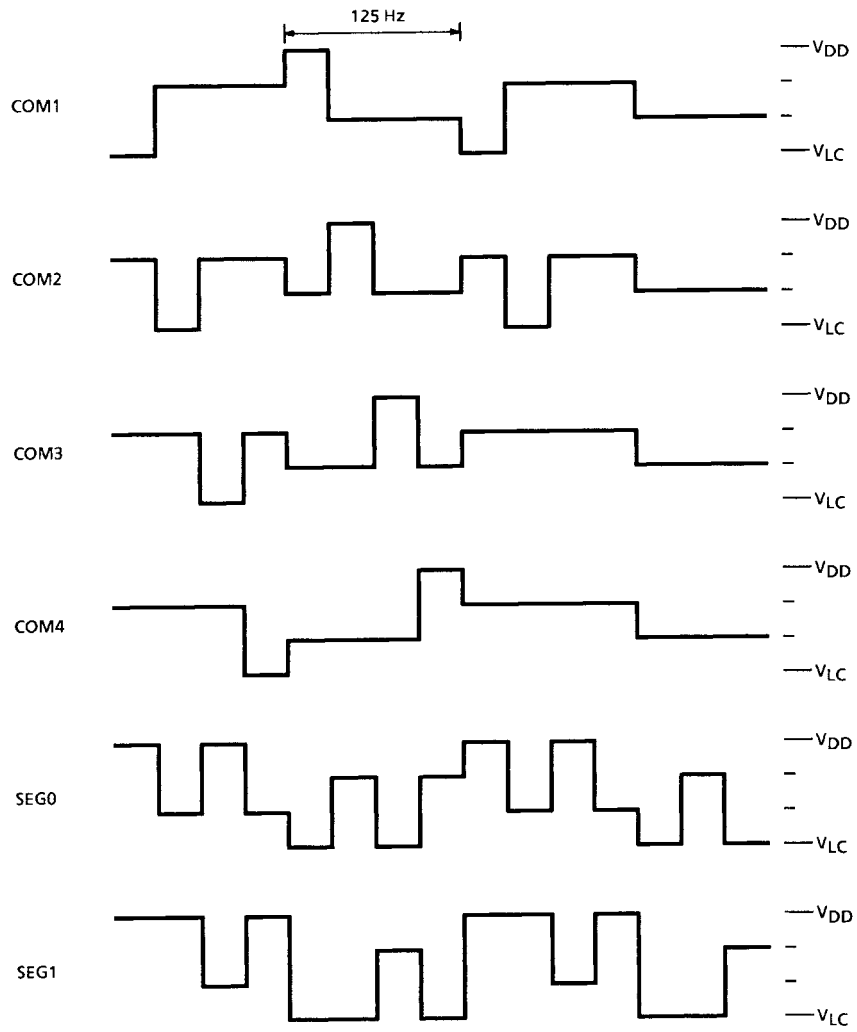 125 Hz
COM1
VDD
VLC
COM2
VDD
VLC
COM3
VDD
VLC
COM4
VDD
VLC
SEG0
VDD
VLC
SEG1
VDD
VLC